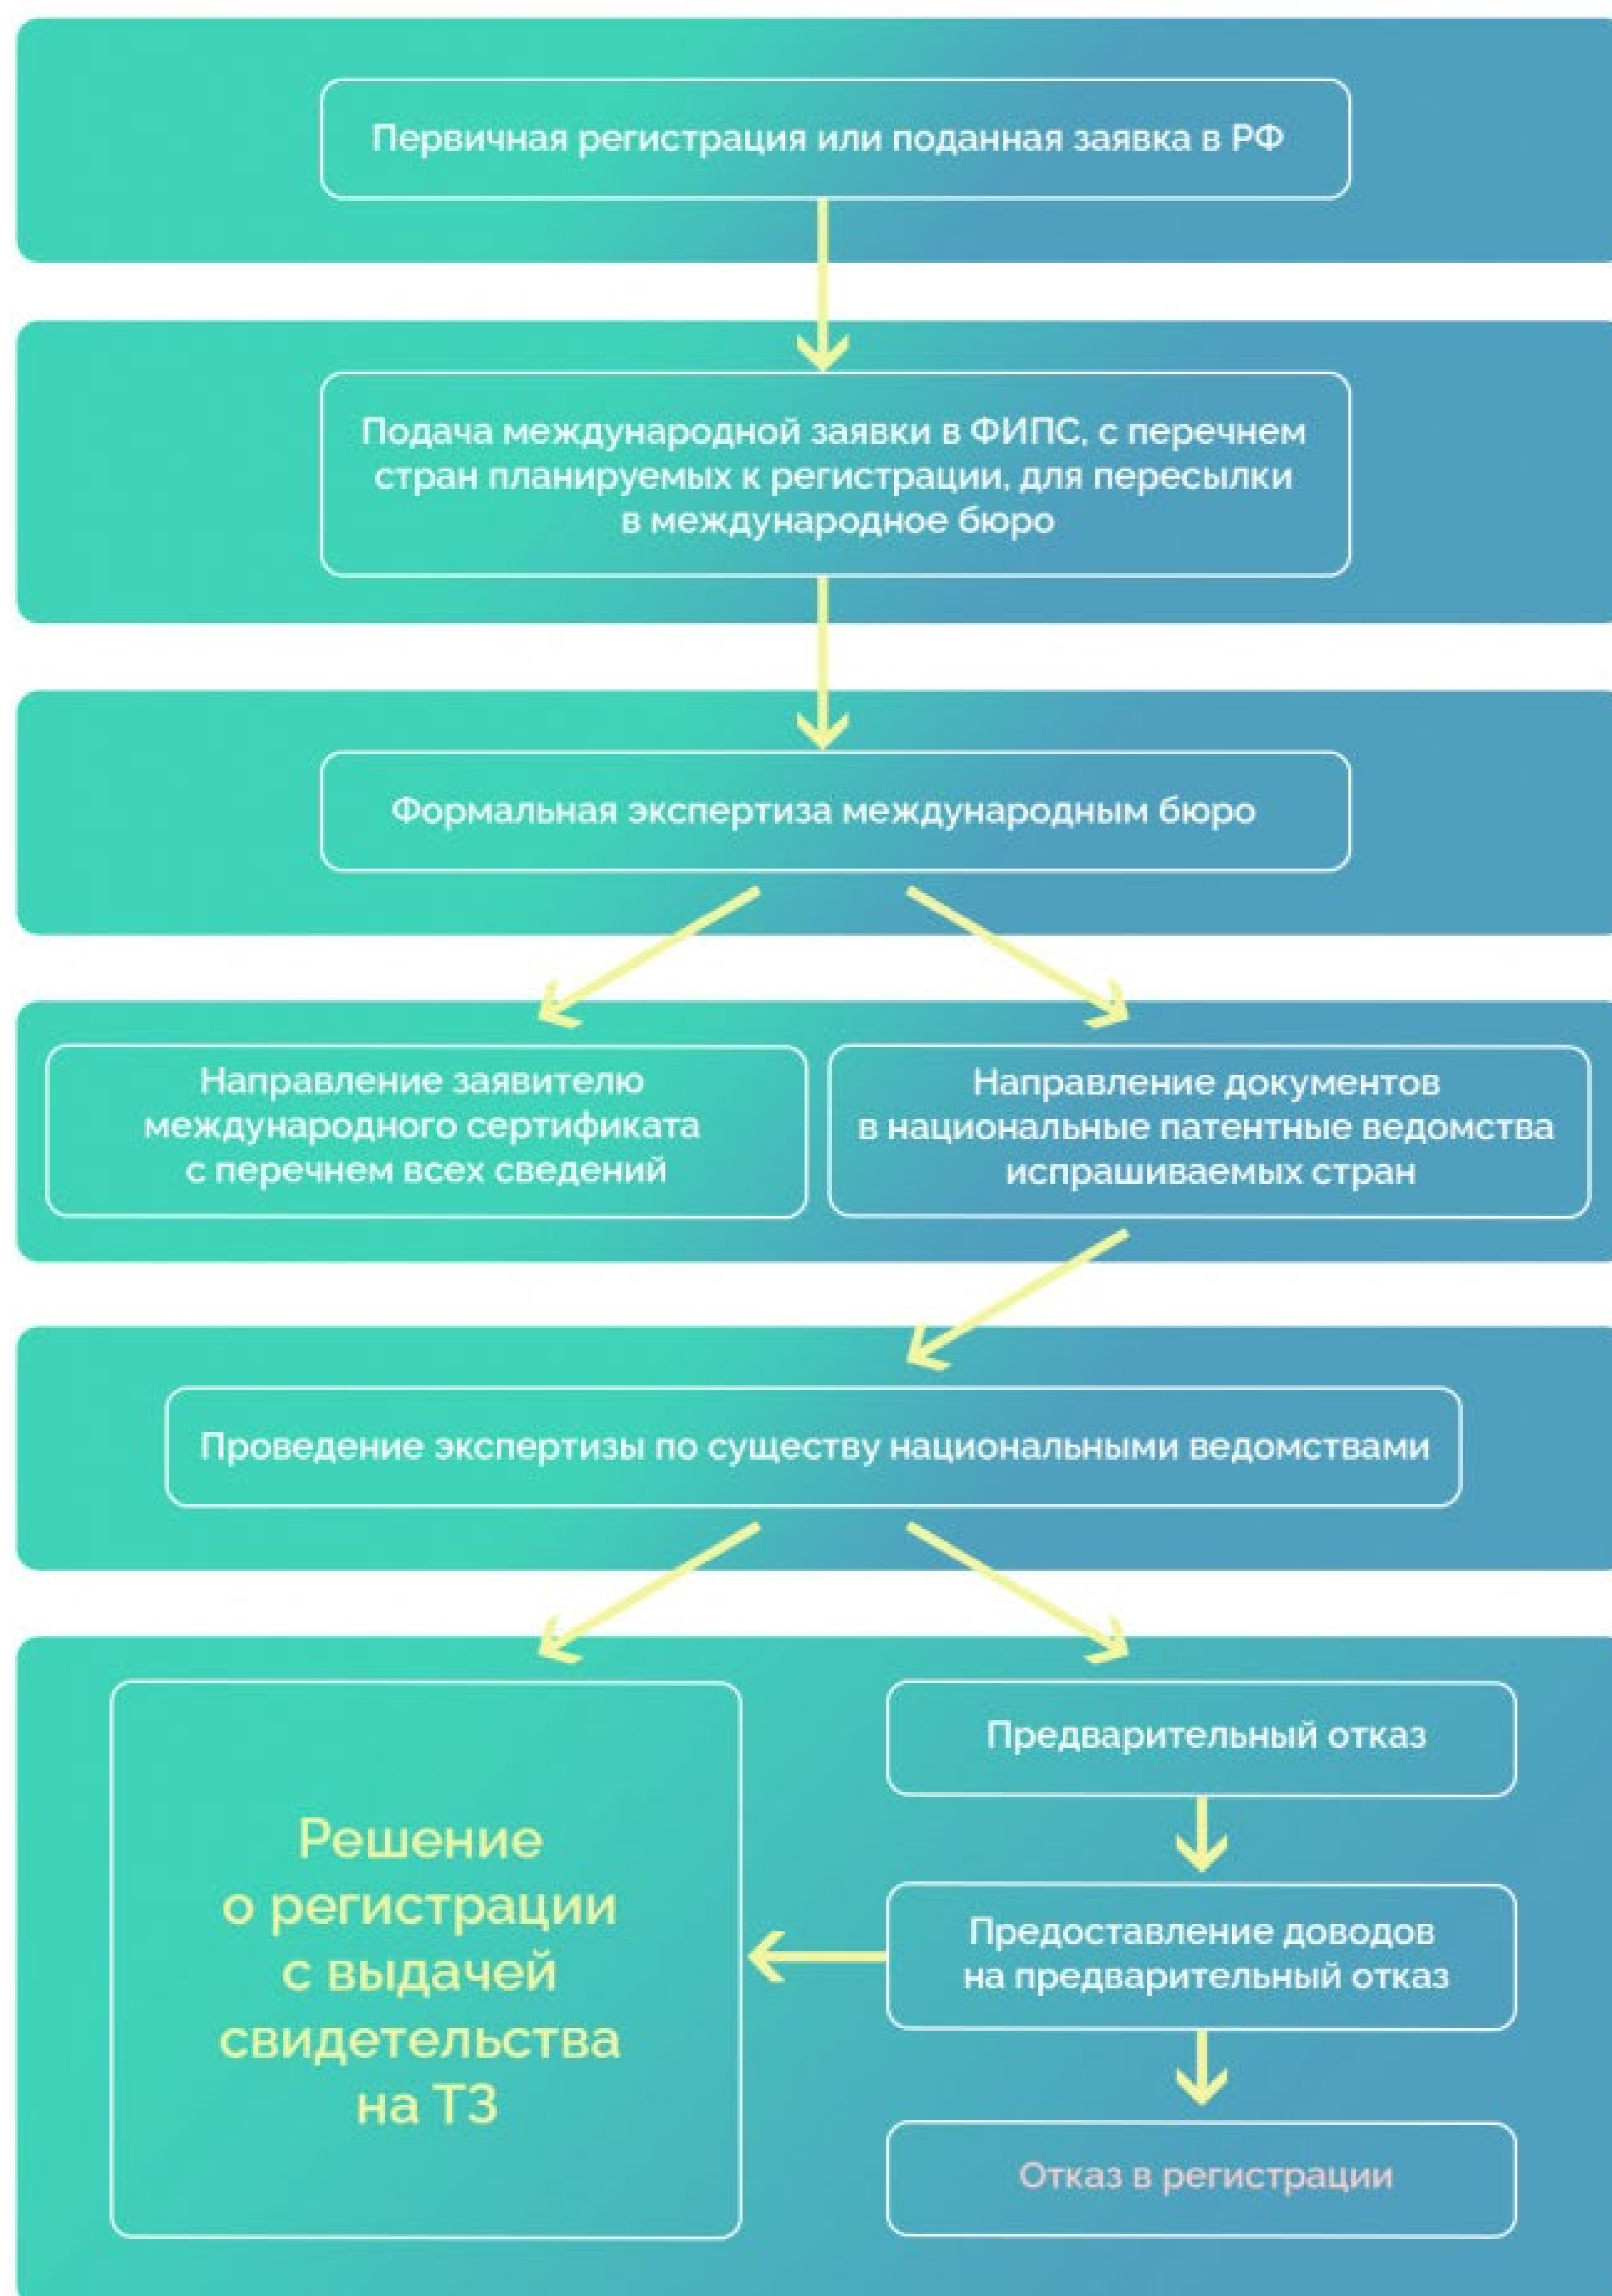 Первичная регистрация или поданная заявка в РФ
Подача международной заявки в ФИПС, с перечнем
стран планируемых к регистрации, для пересылки
в международное бюро
Формальная экспертиза международным бюро
Направление заявителю
международного сертификата
с перечнем всех сведений
Направление документов
в национальные патентные ведомства
испрашиваемых стран
Проведение экспертизы по существу национальными ведомствами
Решение
о регистрации
с выдачей
свидетельства
на ТЗ
Предварительный отказ
Предоставление доводов
на предварительный отказ
Отказ в регистрации